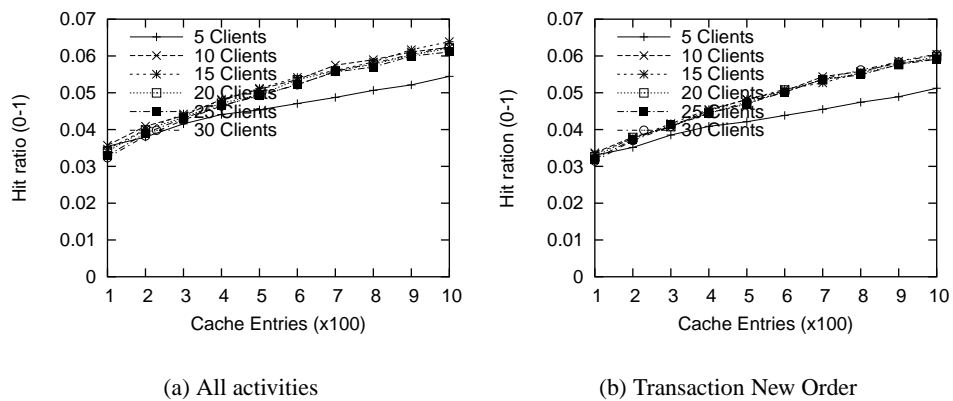 0.07
0.06
0.05
0.04
0.03
0.02
0.01
0
Hit ratio (0-1)
5 Clients
10 Clients
15 Clients
20 Clients
25 Clients
30 Clients
1 2 3 4 5 6 7 8 9 10
Cache Entries (x100)
(a) All activities
0.07
0.06
0.05
0.04
0.03
0.02
0.01
0
Hit ration (0-1)
5 Clients
10 Clients
15 Clients
20 Clients
25 Clients
30 Clients
1 2 3 4 5 6 7 8 9 10
Cache Entries (x100)
(b) Transaction New Order